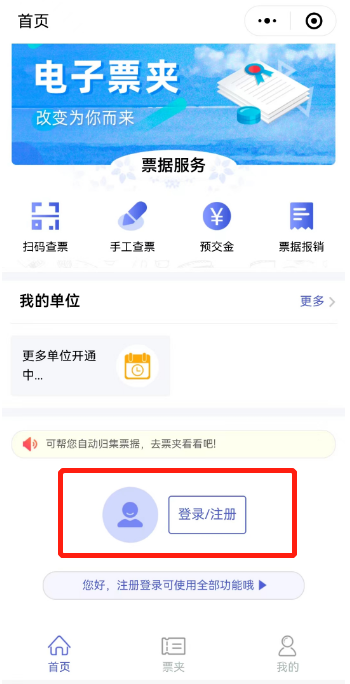 首页
电子票夹
改变为你而来
票据服务
扫码查票 手工查票 预交金 票据报销
我的单位 更多
更多单位开通
中...
可帮您自动归集票据，去票夹看看吧!
登录/注册
您好，注册登录可使用全部功能哦
首页 票夹 我的